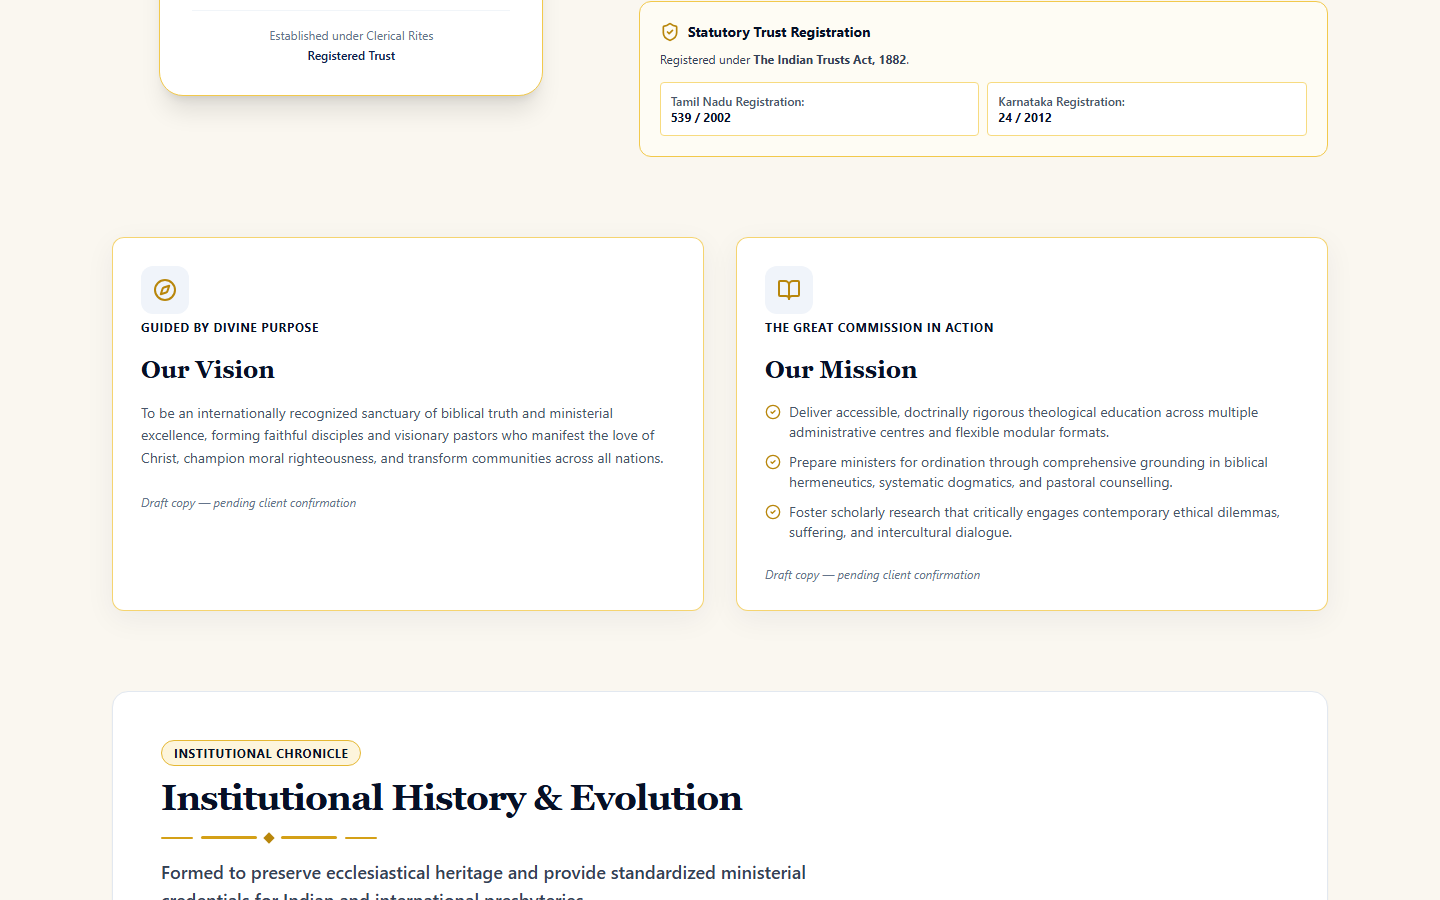 Established under Clerical Rites
Registered Trust
Statutory Trust Registration
Registered under The Indian Trusts Act, 1882.
Tamil Nadu Registration:
539 / 2002
Karnataka Registration:
24 / 2012
GUIDED BY DIVINE PURPOSE
Our Vision
To be an internationally recognized sanctuary of biblical truth and ministerial
excellence, forming faithful disciples and visionary pastors who manifest the love of
Christ, champion moral righteousness, and transform communities across all nations.
Draft copy — pending client confirmation
THE GREAT COMMISSION IN ACTION
Our Mission
Deliver accessible, doctrinally rigorous theological education across multiple
administrative centres and flexible modular formats.
Prepare ministers for ordination through comprehensive grounding in biblical
hermeneutics, systematic dogmatics, and pastoral counselling.
Foster scholarly research that critically engages contemporary ethical dilemmas,
suffering, and intercultural dialogue.
Draft copy — pending client confirmation
INSTITUTIONAL CHRONICLE
Institutional History & Evolution
Formed to preserve ecclesiastical heritage and provide standardized ministerial
credentials for Indian and international presbyteries.